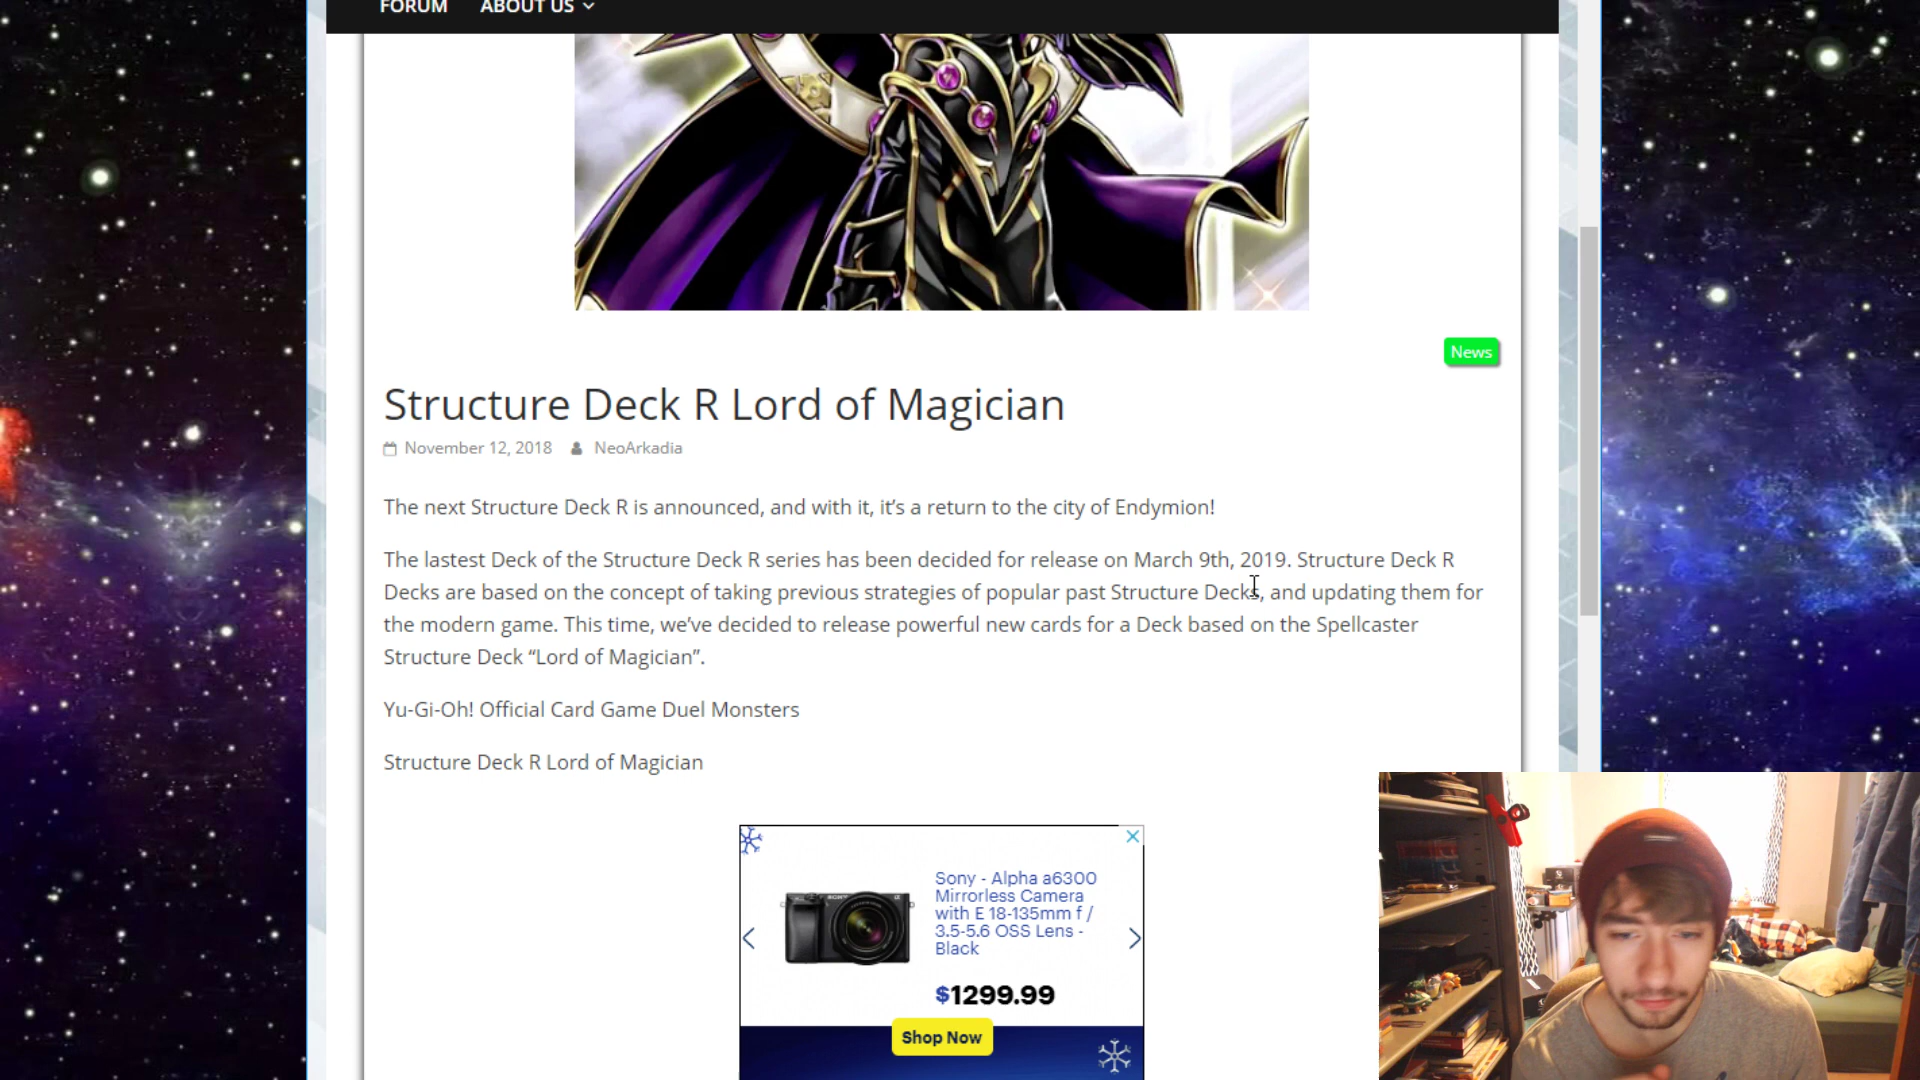 FORUM ABOUT US
News
Structure Deck R Lord of Magician
November 12, 2018 NeoArkadia
The next Structure Deck R is announced, and with it, it's a return to the city of Endymion!
The lastest Deck of the Structure Deck R series has been decided for release on March 9th, 2019. Structure Deck R
Decks are based on the concept of taking previous strategies of popular past Structure Decks, and updating them for
the modern game. This time, we've decided to release powerful new cards for a Deck based on the Spellcaster
Structure Deck “Lord of Magician”.
Yu-Gi-Oh! Official Card Game Duel Monsters
Structure Deck R Lord of Magician
Sony - Alpha a6300
Mirrorless Camera
with E 18-135mm f /
3.5-5.6 OSS Lens -
Black
$1299.99
Shop Now
SONY